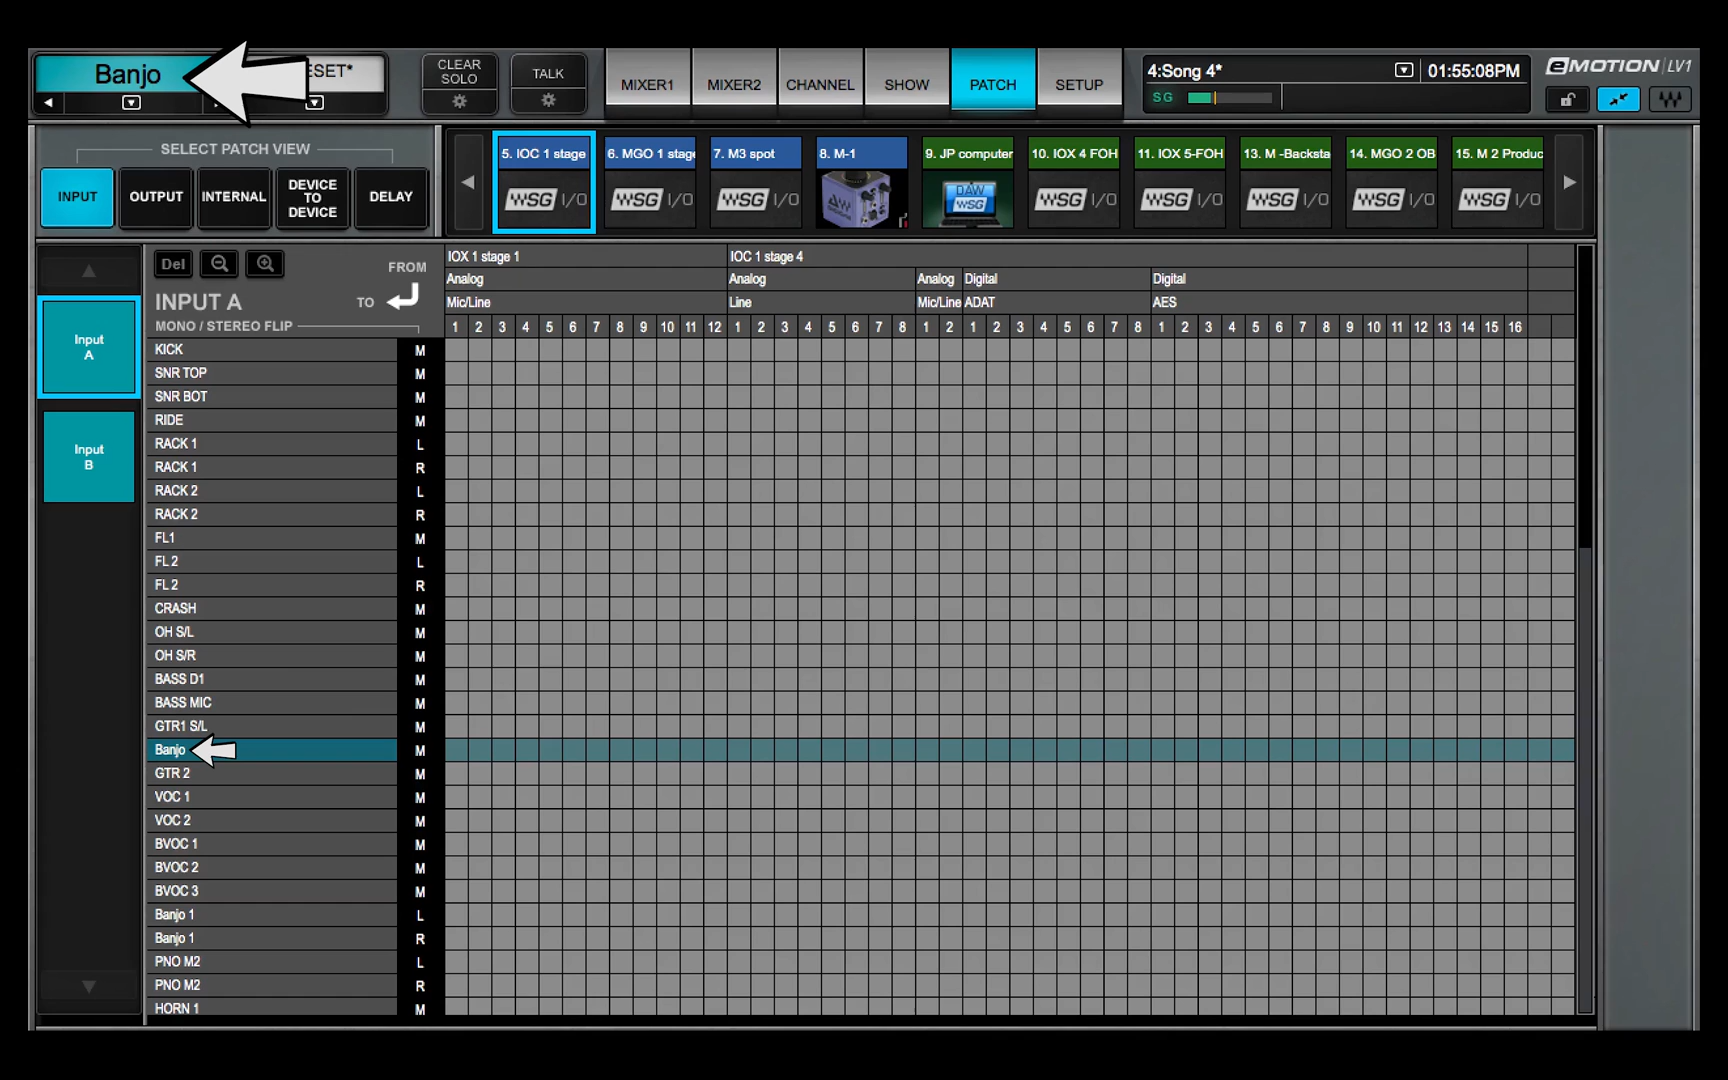 Banjo
ESET*
CLEAR SOLO
TALK
MIXER1
MIXER2
CHANNEL
SHOW
PATCH
SETUP
4:Song 4*
01:55:08PM
SG
eMOTION LV1
SELECT PATCH VIEW
INPUT
OUTPUT
INTERNAL
DEVICE TO DEVICE
DELAY
5. IOC 1 stage
6. MGO 1 stage
7. M3 spot
8. M-1
9. JP computer
10. IOX 4 FOH
11. IOX 5-FOH
13. M -Backsta
14. MGO 2 OB
15. M 2 Produc
WSG I/O
WSG I/O
WSG I/O
DAW WSG
WSG I/O
WSG I/O
WSG I/O
WSG I/O
WSG I/O
Input A
Input B
Del
FROM
INPUT A
TO
MONO / STEREO FLIP
IOX 1 stage 1
IOC 1 stage 4
Analog
Analog
Analog
Digital
Digital
Mic/Line
Line
Mic/Line
ADAT
AES
1 2 3 4 5 6 7 8 9 10 11 12 1 2 3 4 5 6 7 8 1 2 1 2 3 4 5 6 7 8 1 2 3 4 5 6 7 8 9 10 11 12 13 14 15 16
KICK M
SNR TOP M
SNR BOT M
RIDE M
RACK 1 L
RACK 1 R
RACK 2 L
RACK 2 R
FL1 M
FL 2 L
FL 2 R
CRASH M
OH S/L M
OH S/R M
BASS D1 M
BASS MIC M
GTR1 S/L M
Banjo M
GTR 2 M
VOC 1 M
VOC 2 M
BVOC 1 M
BVOC 2 M
BVOC 3 M
Banjo 1 L
Banjo 1 R
PNO M2 L
PNO M2 R
HORN 1 M